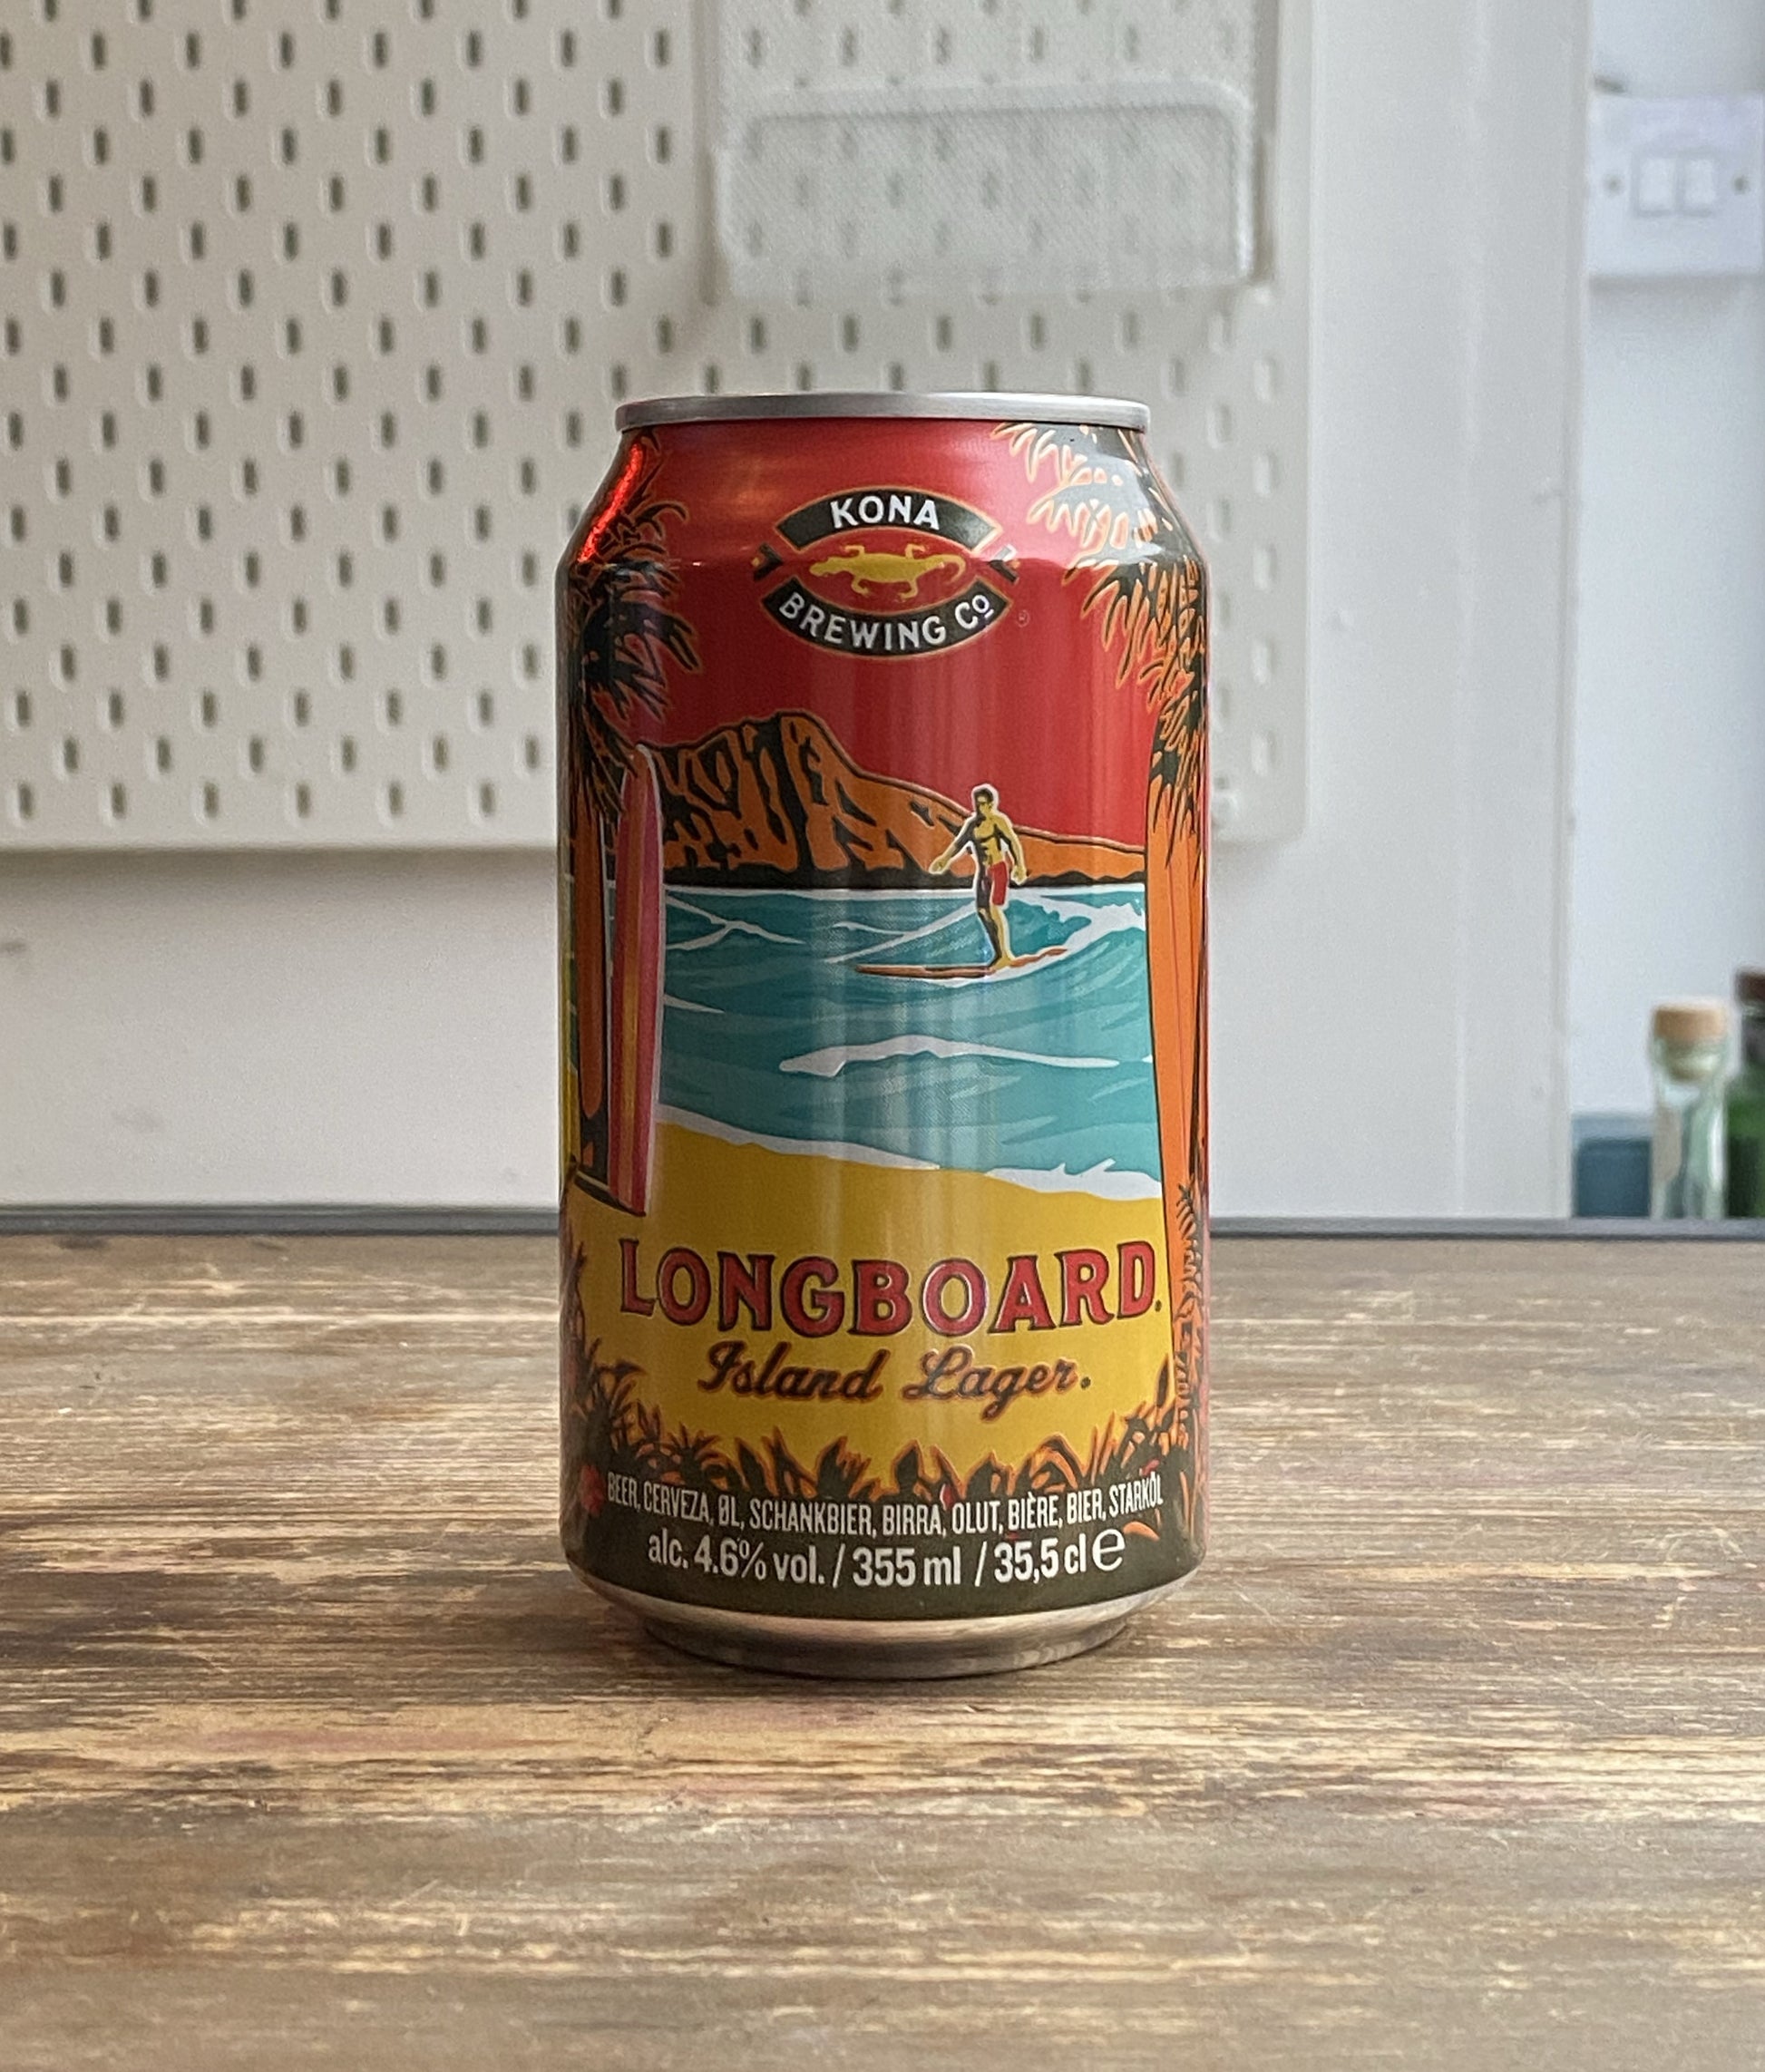 KONA
BREWING Co
LONGBOARD.
Island Lager.
BEER, CERVEZA, ØL, SCHANKBIER, BIRRA, OLUT, BIÈRE, BIER, STARKÖL
alc. 4.6% vol. / 355 ml / 35,5 cl e